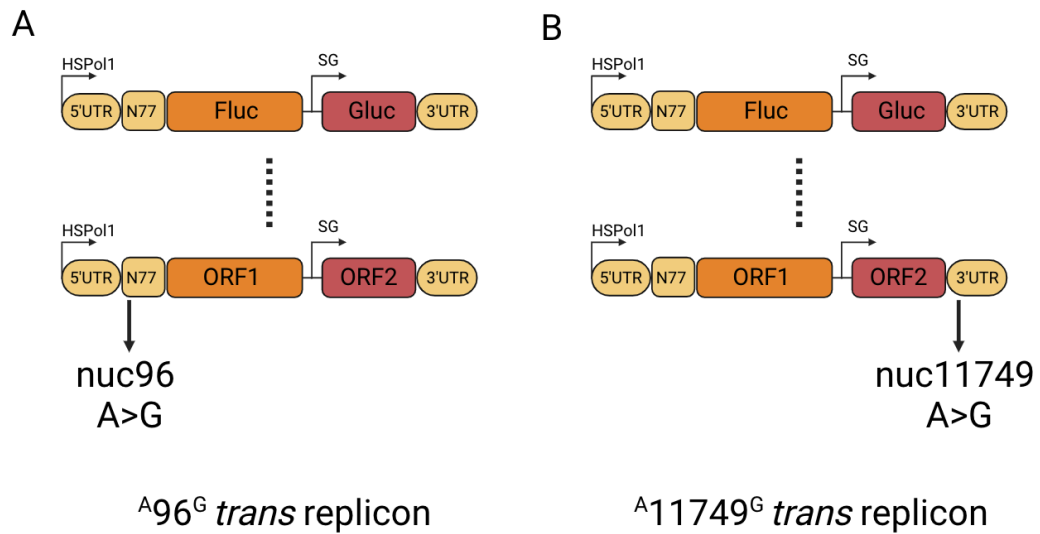 A
HSPol1
SG
5'UTR N77 Fluc Gluc 3'UTR
HSPol1
SG
5'UTR N77 ORF1 ORF2 3'UTR
nuc96
A>G
A96G trans replicon
B
HSPol1
SG
5'UTR N77 Fluc Gluc 3'UTR
HSPol1
SG
5'UTR N77 ORF1 ORF2 3'UTR
nuc11749
A>G
A11749G trans replicon